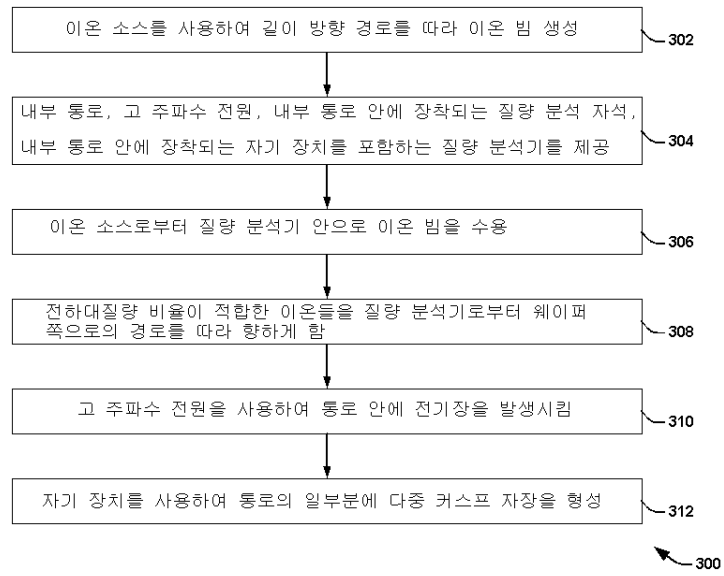 이온 소스를 사용하여 길이 방향 경로를 따라 이온 빔 생성
302
내부 통로, 고 주파수 전원, 내부 통로 안에 장착되는 질량 분석 자석,
내부 통로 안에 장착되는 자기 장치를 포함하는 질량 분석기를 제공
304
이온 소스로부터 질량 분석기 안으로 이온 빔을 수용
306
전하대질량 비율이 적합한 이온들을 질량 분석기로부터 웨이퍼
쪽으로의 경로를 따라 향하게 함
308
고 주파수 전원을 사용하여 통로 안에 전기장을 발생시킴
310
자기 장치를 사용하여 통로의 일부분에 다중 커스프 자장을 형성
312
300